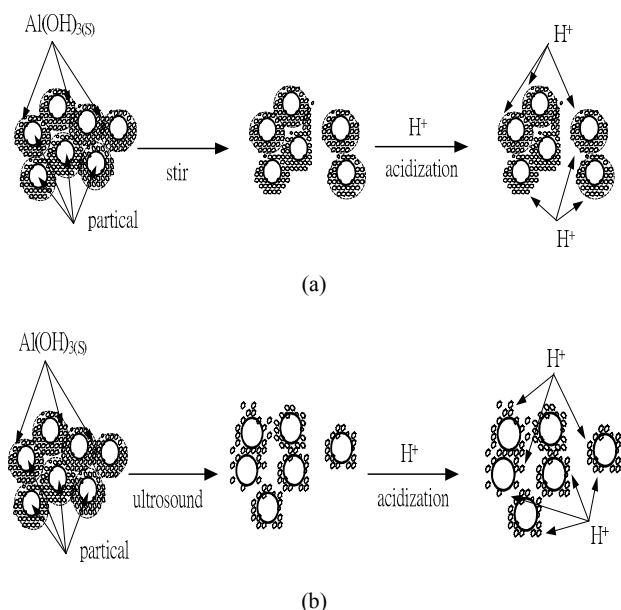 Al(OH)3(S)
H+
H+
stir
acidization
partical
H+
(a)
Al(OH)3(S)
H+
H+
ultrosound
acidization
H+
partical
(b)